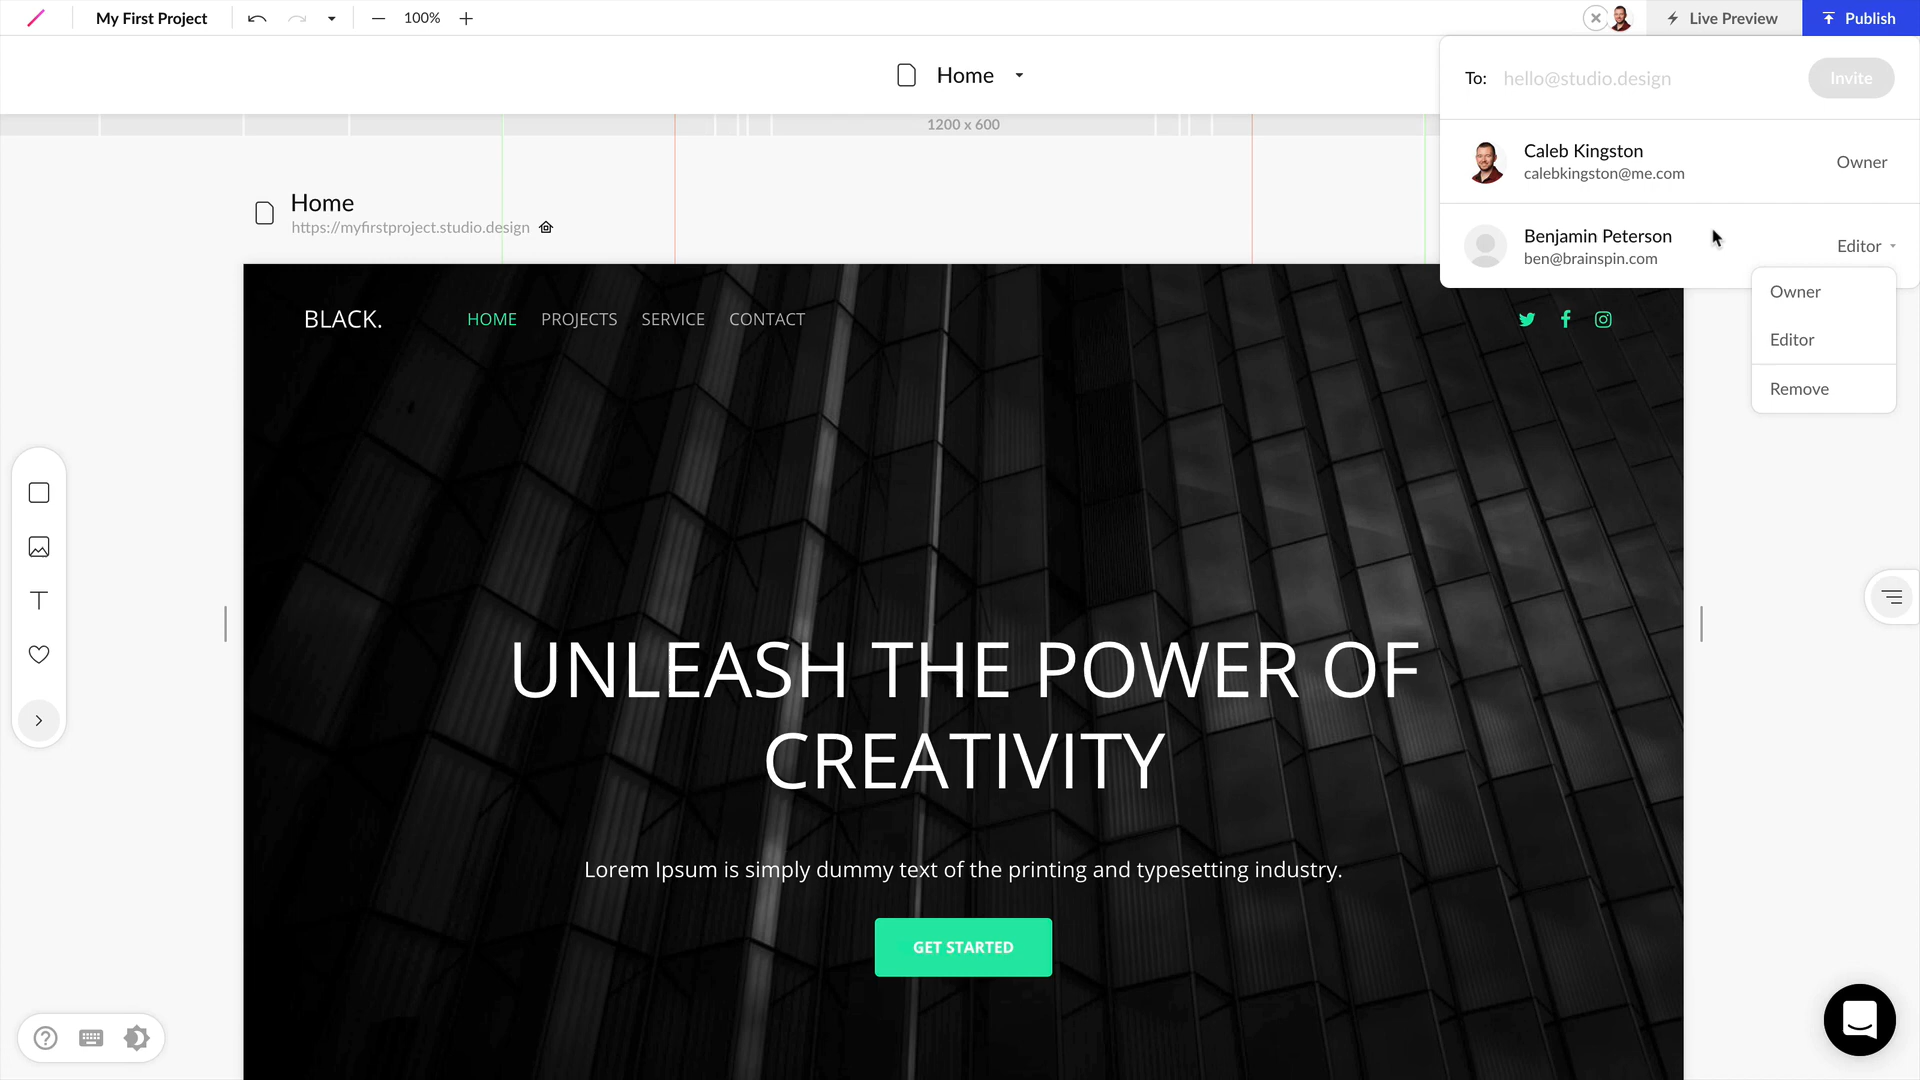 My First Project
100%
Live Preview
Publish
Home
To: hello@studio.design
Invite
1200 x 600
Caleb Kingston
calebkingston@me.com
Owner
Home
https://myfirstproject.studio.design
Benjamin Peterson
ben@brainspin.com
Editor
Owner
Editor
Remove
BLACK.
HOME PROJECTS SERVICE CONTACT
UNLEASH THE POWER OF
CREATIVITY
Lorem Ipsum is simply dummy text of the printing and typesetting industry.
GET STARTED